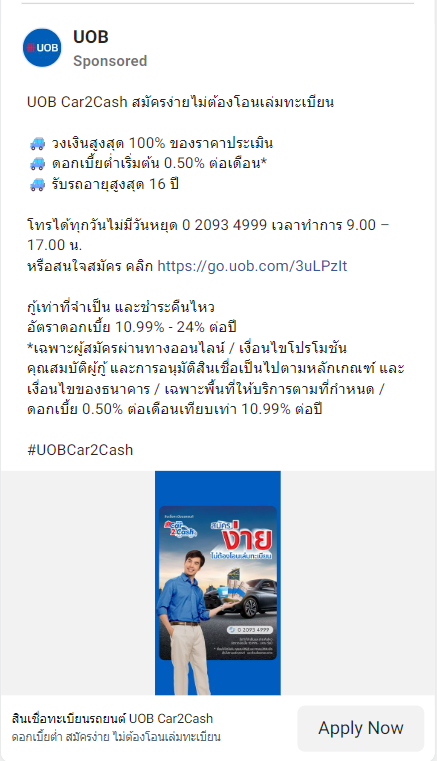 UOB
UOB
Sponsored
UOB Car2Cash สมัครง่ายไม่ต้องโอนเล่มทะเบียน
🚙 วงเงินสูงสุด 100% ของราคาประเมิน
🚙 ดอกเบี้ยต่ำเริ่มต้น 0.50% ต่อเดือน*
🚙 รับรถอายุสูงสุด 16 ปี
โทรได้ทุกวันไม่มีวันหยุด 0 2093 4999 เวลาทำการ 9.00 –
17.00 น.
หรือสนใจสมัคร คลิก https://go.uob.com/3uLPzIt
กู้เท่าที่จำเป็น และชำระคืนไหว
อัตราดอกเบี้ย 10.99% - 24% ต่อปี
*เฉพาะผู้สมัครผ่านทางออนไลน์ / เงื่อนไขโปรโมชัน
คุณสมบัติผู้กู้ และการอนุมัติสินเชื่อเป็นไปตามหลักเกณฑ์ และ
เงื่อนไขของธนาคาร / เฉพาะพื้นที่ให้บริการตามที่กำหนด /
ดอกเบี้ย 0.50% ต่อเดือนเทียบเท่า 10.99% ต่อปี
#UOBCar2Cash
Car
2Cash
สมัคร
ง่าย
ไม่ต้องโอนเล่มทะเบียน
0 2093 4999
สินเชื่อทะเบียนรถยนต์ UOB Car2Cash
ดอกเบี้ยต่ำ สมัครง่าย ไม่ต้องโอนเล่มทะเบียน
Apply Now